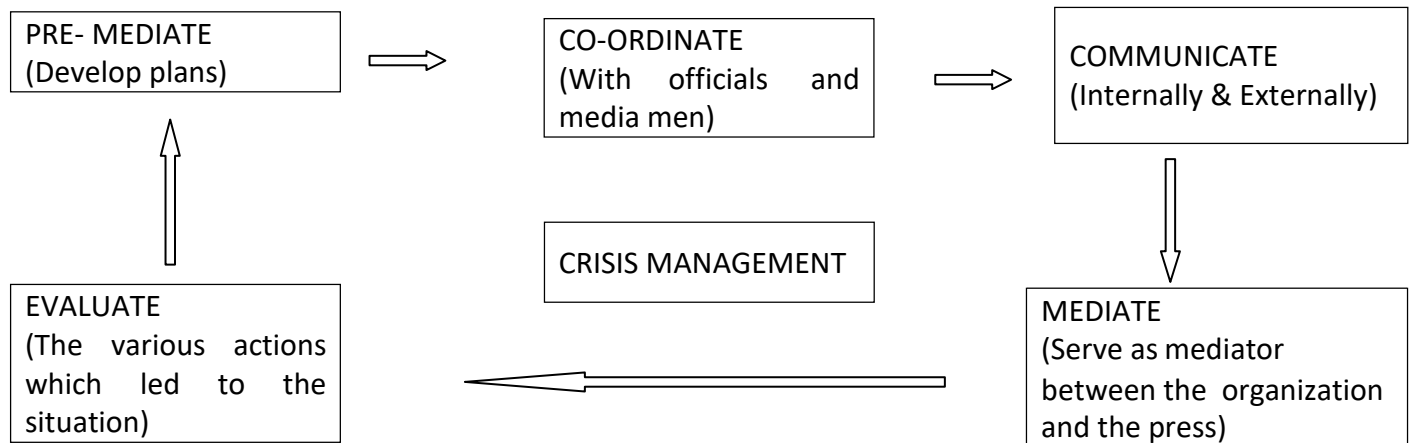 PRE- MEDIATE
(Develop plans)
CO-ORDINATE
(With officials and
media men)
COMMUNICATE
(Internally & Externally)
CRISIS MANAGEMENT
EVALUATE
(The various actions
which led to the
situation)
MEDIATE
(Serve as mediator
between the organization
and the press)